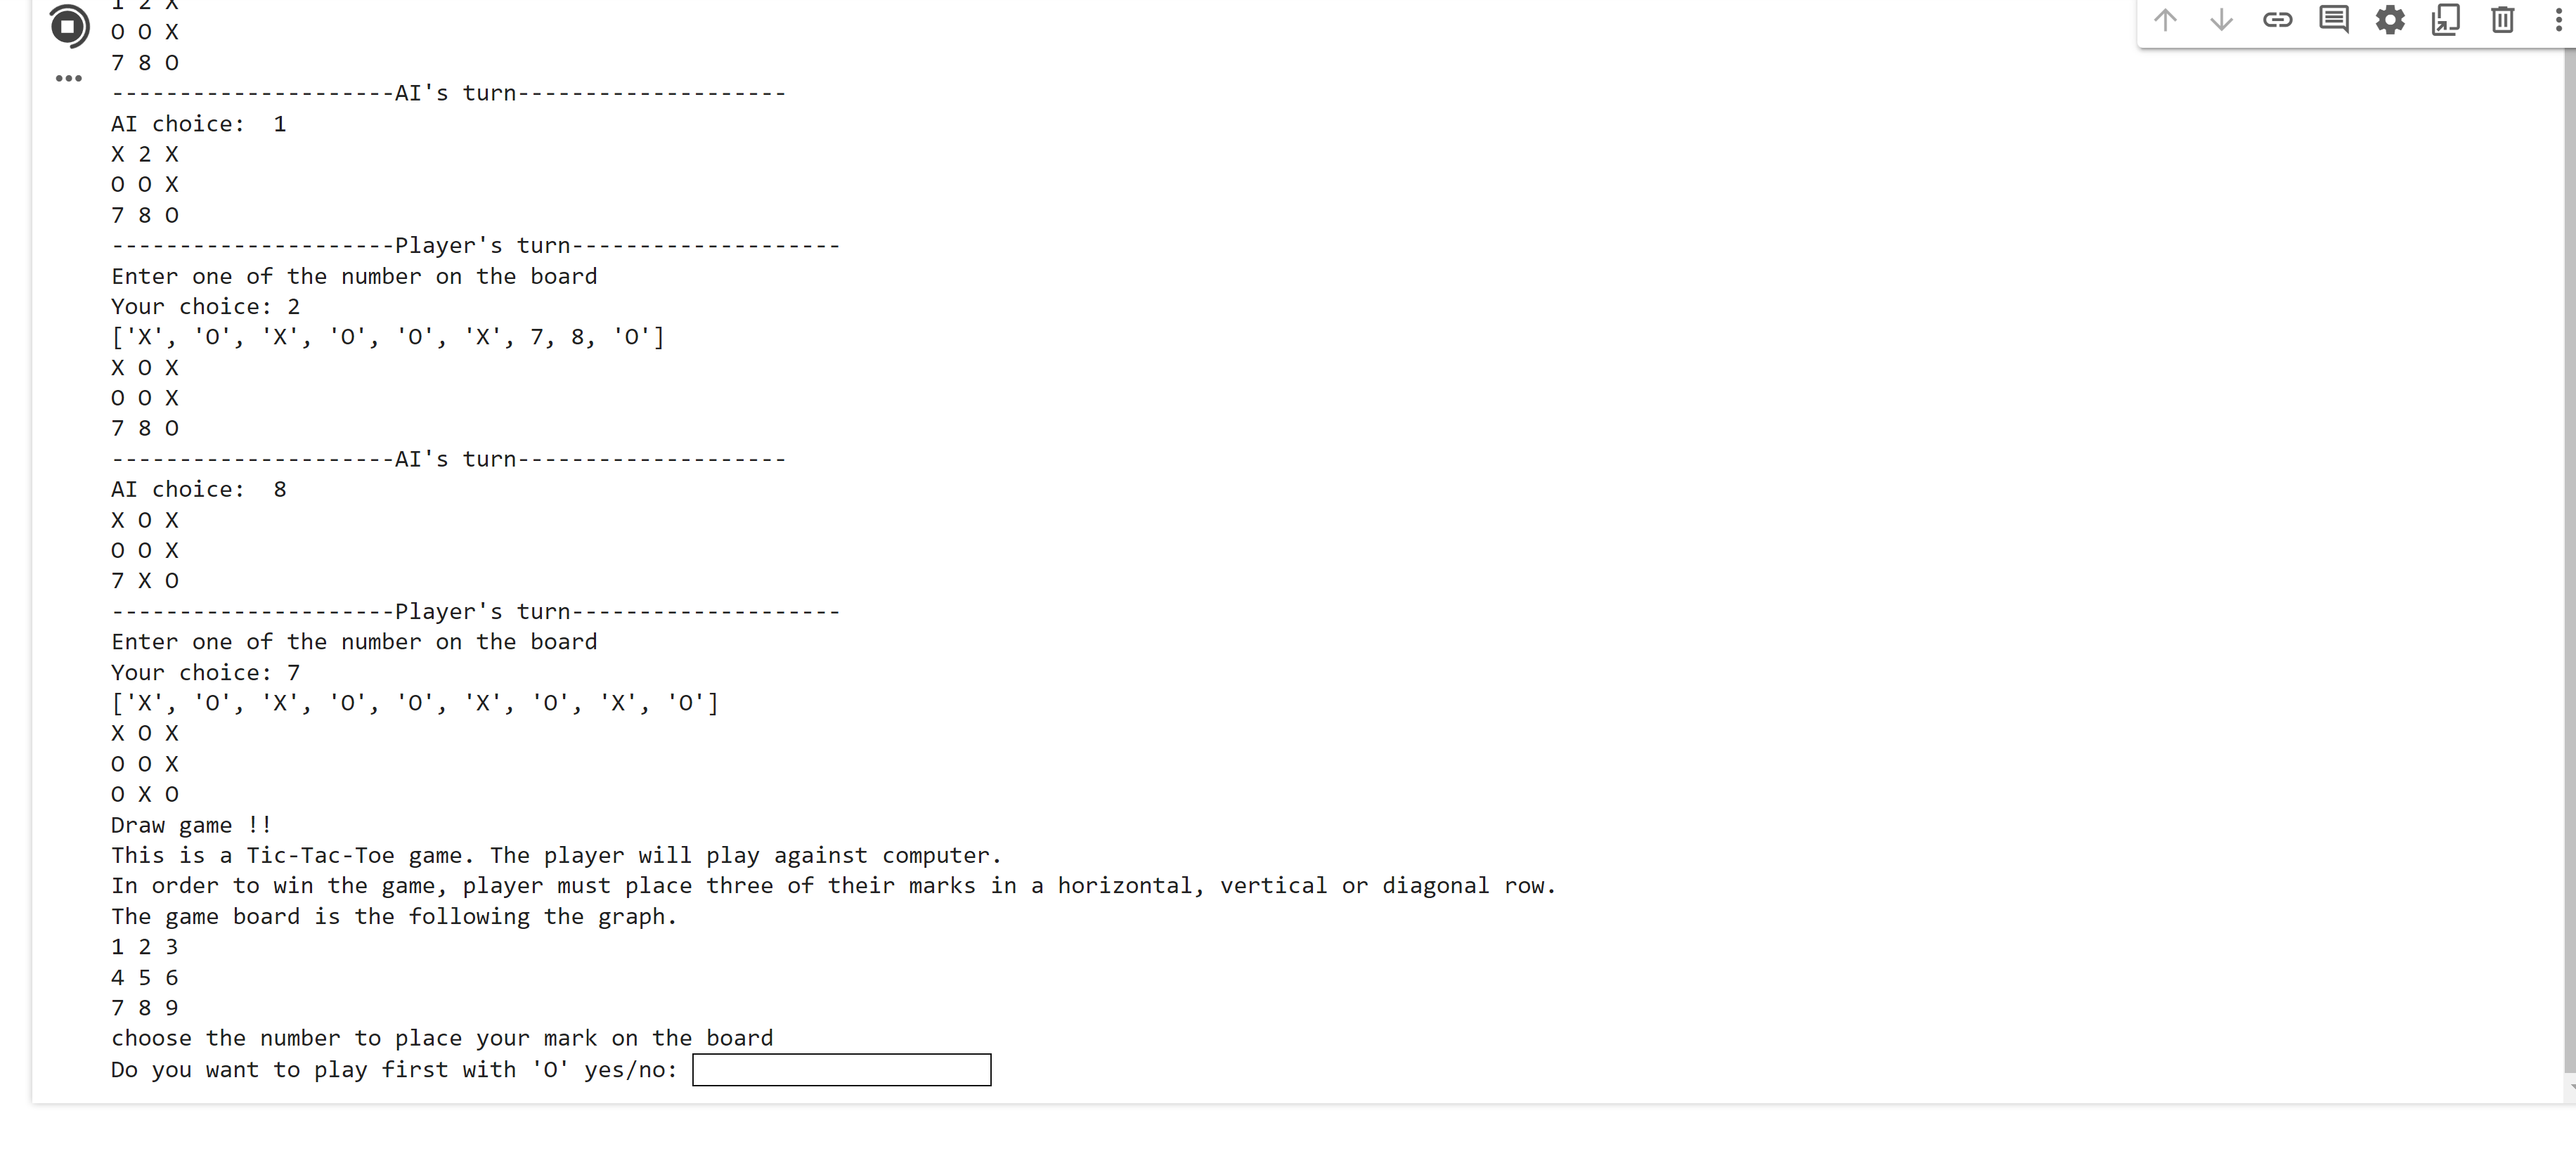 1 2 X
O O X
7 8 O
---------------------AI's turn--------------------
AI choice:  1
X 2 X
O O X
7 8 O
---------------------Player's turn--------------------
Enter one of the number on the board
Your choice: 2
['X', 'O', 'X', 'O', 'O', 'X', 7, 8, 'O']
X O X
O O X
7 8 O
---------------------AI's turn--------------------
AI choice:  8
X O X
O O X
7 X O
---------------------Player's turn--------------------
Enter one of the number on the board
Your choice: 7
['X', 'O', 'X', 'O', 'O', 'X', 'O', 'X', 'O']
X O X
O O X
O X O
Draw game !!
This is a Tic-Tac-Toe game. The player will play against computer.
In order to win the game, player must place three of their marks in a horizontal, vertical or diagonal row.
The game board is the following the graph.
1 2 3
4 5 6
7 8 9
choose the number to place your mark on the board
Do you want to play first with 'O' yes/no: